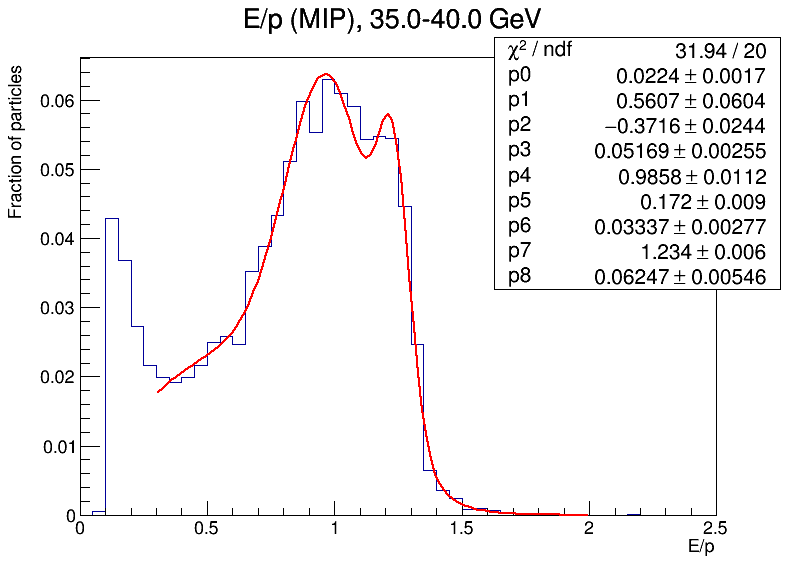 E/p (MIP), 35.0-40.0 GeV
χ² / ndf 31.94 / 20
p0 0.0224 ± 0.0017
p1 0.5607 ± 0.0604
p2 −0.3716 ± 0.0244
p3 0.05169 ± 0.00255
p4 0.9858 ± 0.0112
p5 0.172 ± 0.009
p6 0.03337 ± 0.00277
p7 1.234 ± 0.006
p8 0.06247 ± 0.00546
Fraction of particles
0.06
0.05
0.04
0.03
0.02
0.01
0
0 0.5 1 1.5 2 2.5
E/p